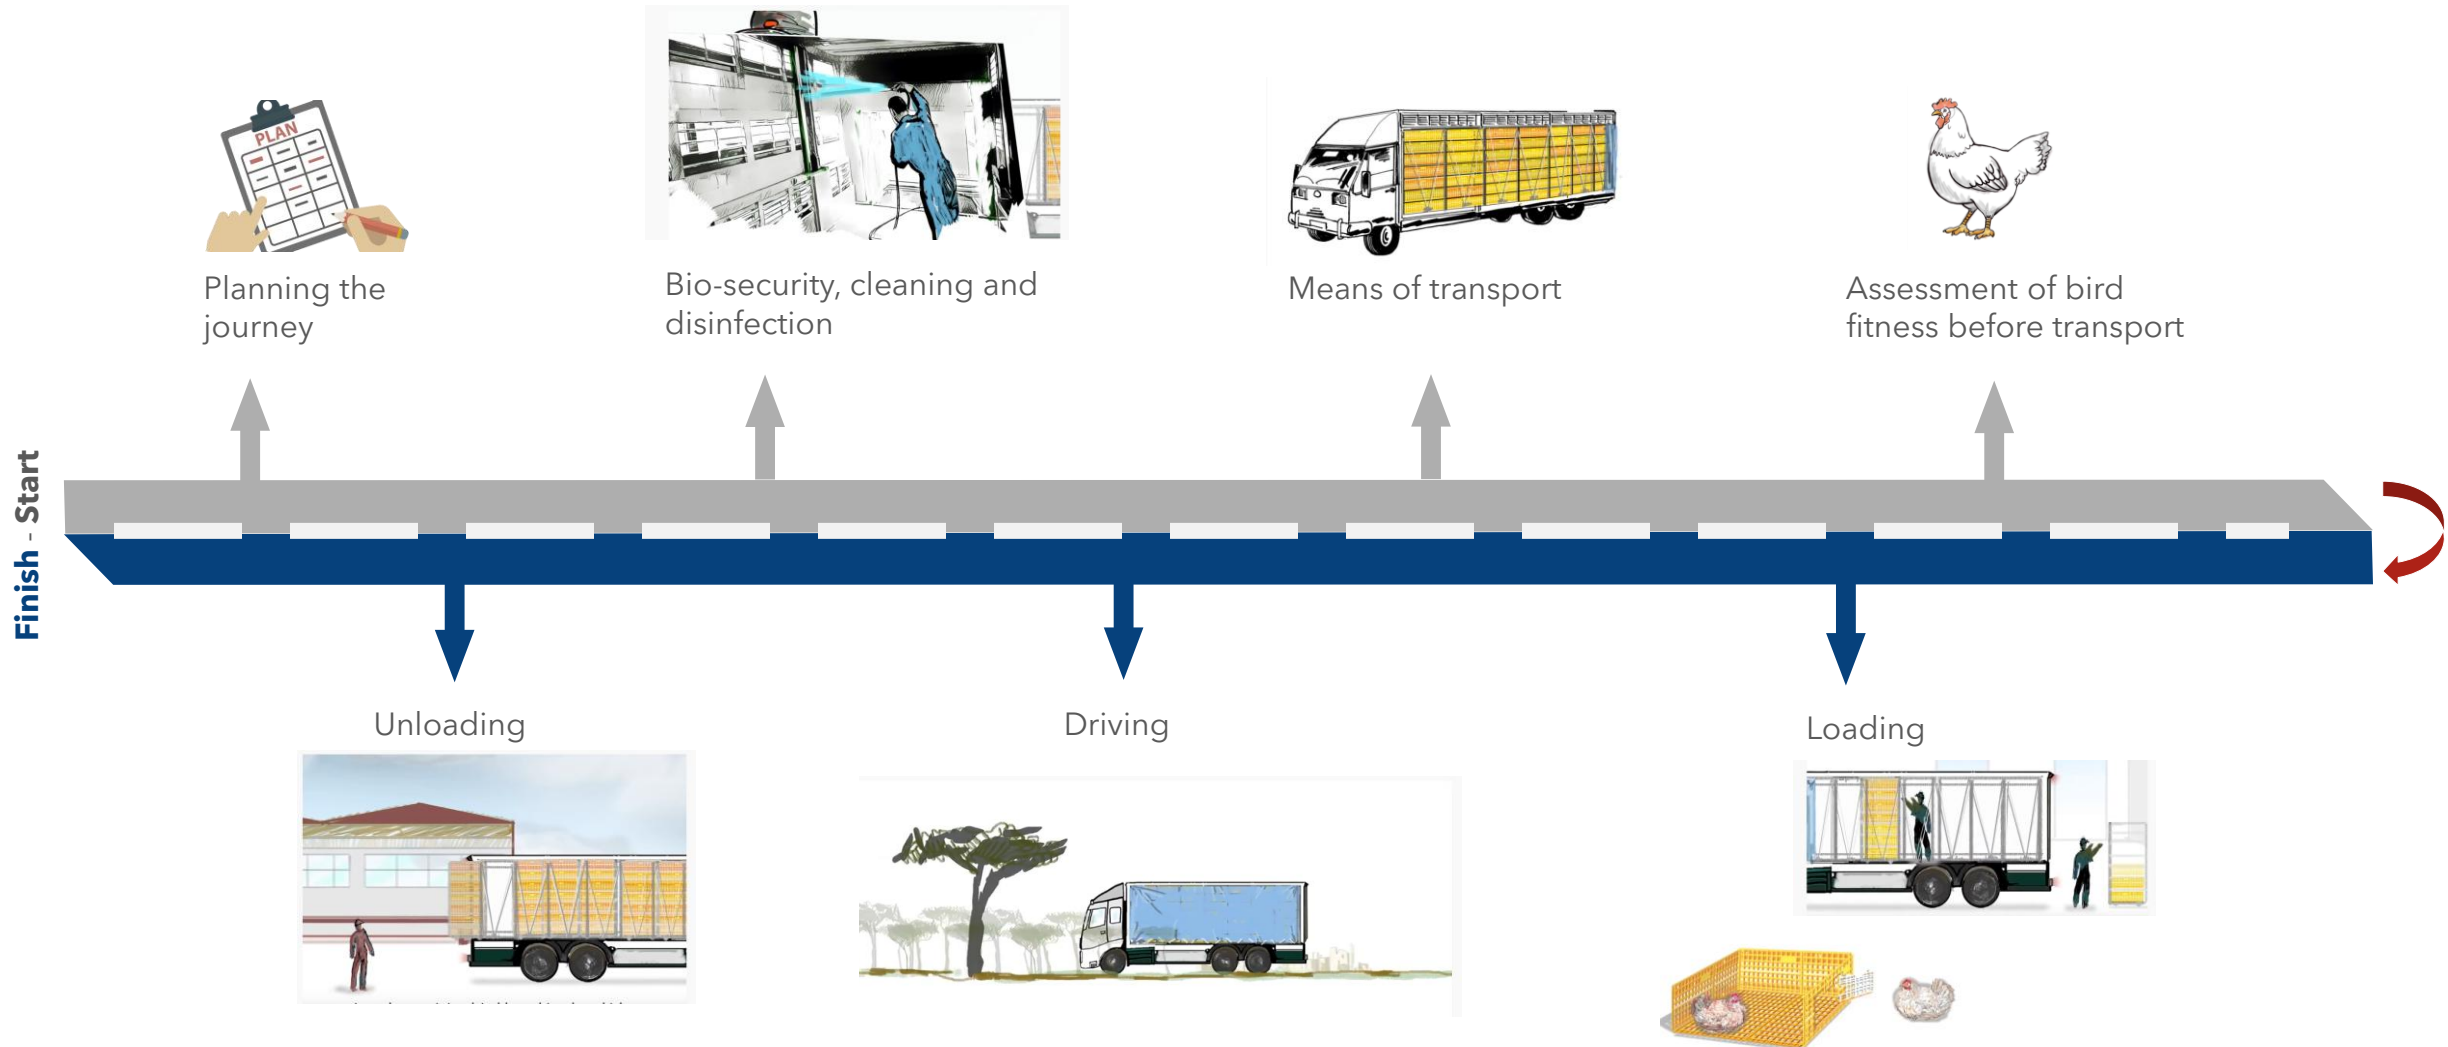 PLAN
Planning the
journey
Bio-security, cleaning and
disinfection
Means of transport
Assessment of bird
fitness before transport
Finish - Start
Unloading
Driving
Loading